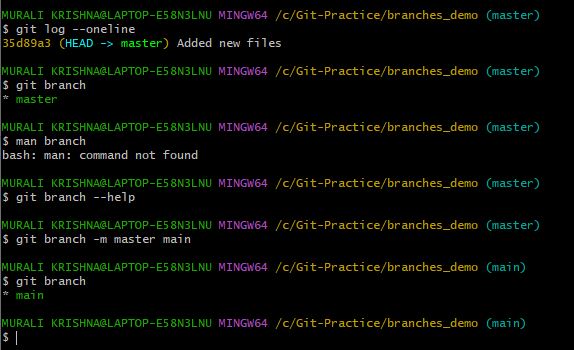 MURALI KRISHNA@LAPTOP-E58N3LNU MINGW64 /c/Git-Practice/branches_demo (master)
$ git log --oneline
35d89a3 (HEAD -> master) Added new files
MURALI KRISHNA@LAPTOP-E58N3LNU MINGW64 /c/Git-Practice/branches_demo (master)
$ git branch
* master
MURALI KRISHNA@LAPTOP-E58N3LNU MINGW64 /c/Git-Practice/branches_demo (master)
$ man branch
bash: man: command not found
MURALI KRISHNA@LAPTOP-E58N3LNU MINGW64 /c/Git-Practice/branches_demo (master)
$ git branch --help
MURALI KRISHNA@LAPTOP-E58N3LNU MINGW64 /c/Git-Practice/branches_demo (master)
$ git branch -m master main
MURALI KRISHNA@LAPTOP-E58N3LNU MINGW64 /c/Git-Practice/branches_demo (main)
$ git branch
* main
MURALI KRISHNA@LAPTOP-E58N3LNU MINGW64 /c/Git-Practice/branches_demo (main)
$